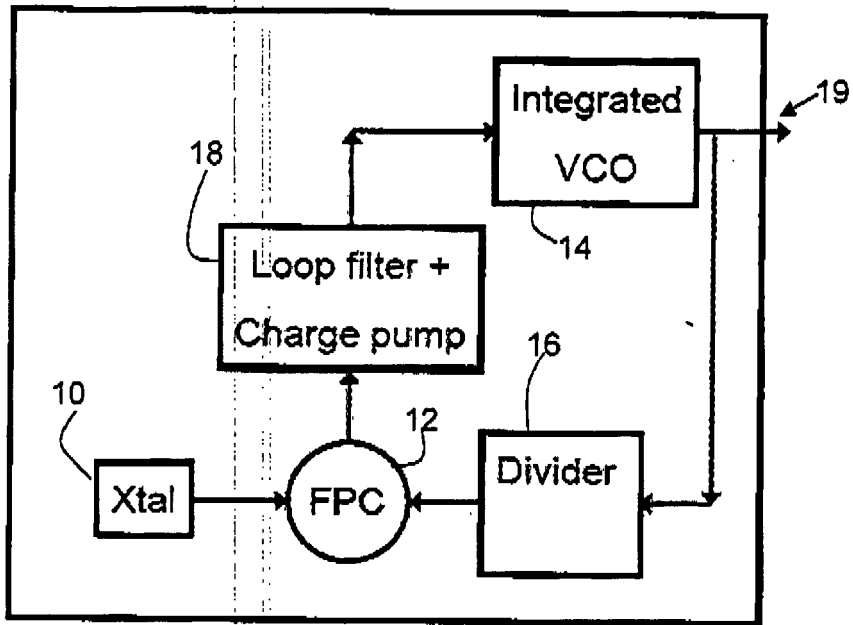 Integrated
VCO
19
14
18
Loop filter +
Charge pump
16
Divider
10
Xtal
12
FPC